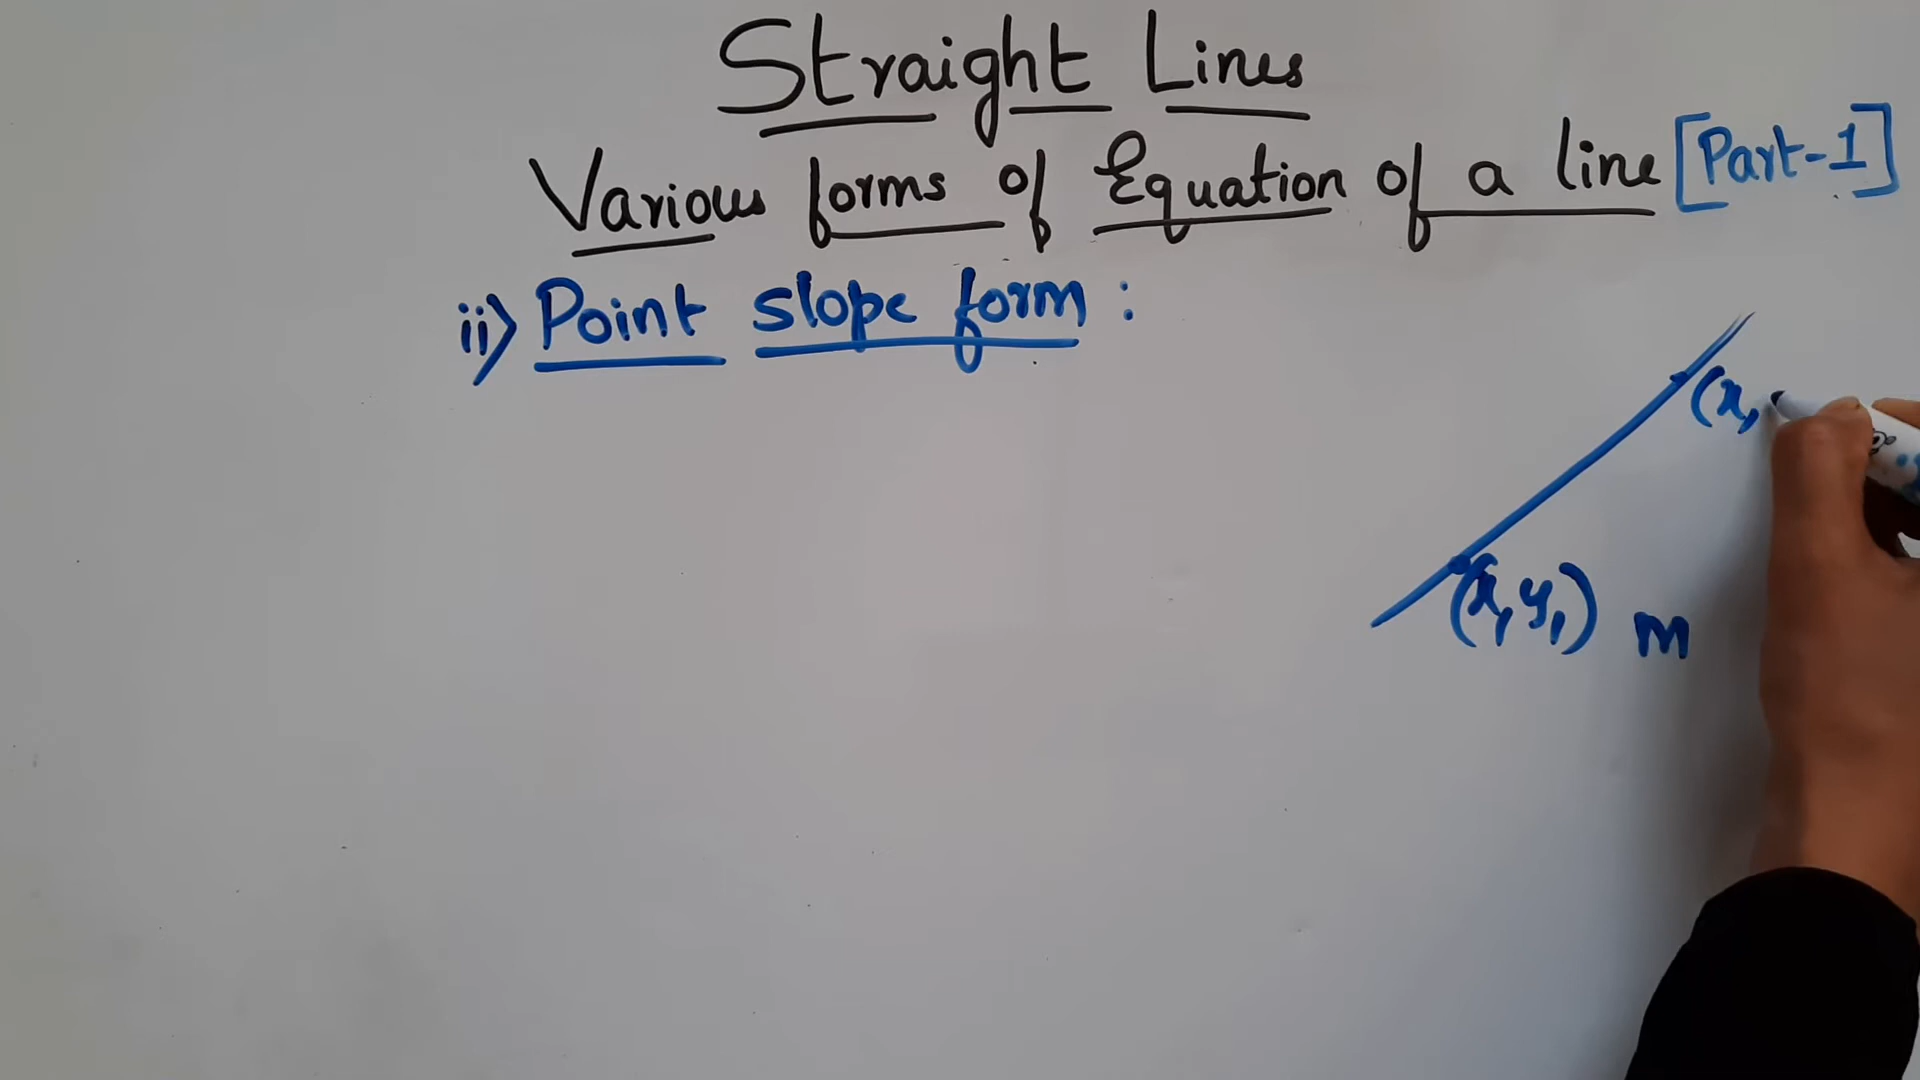 Straight Lines
Various forms of Equation of a line [Part-1]
ii) Point slope form :
(x,
(x₁,y₁) m